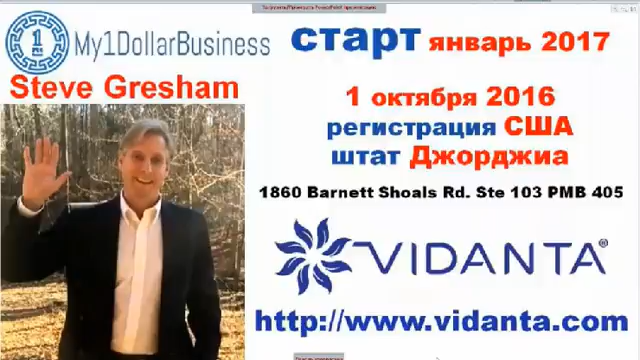 My1DollarBusiness
старт январь 2017
Steve Gresham
1 октября 2016
регистрация США
штат Джорджиа
1860 Barnett Shoals Rd. Ste 103 PMB 405
VIDANTA®
http://www.vidanta.com